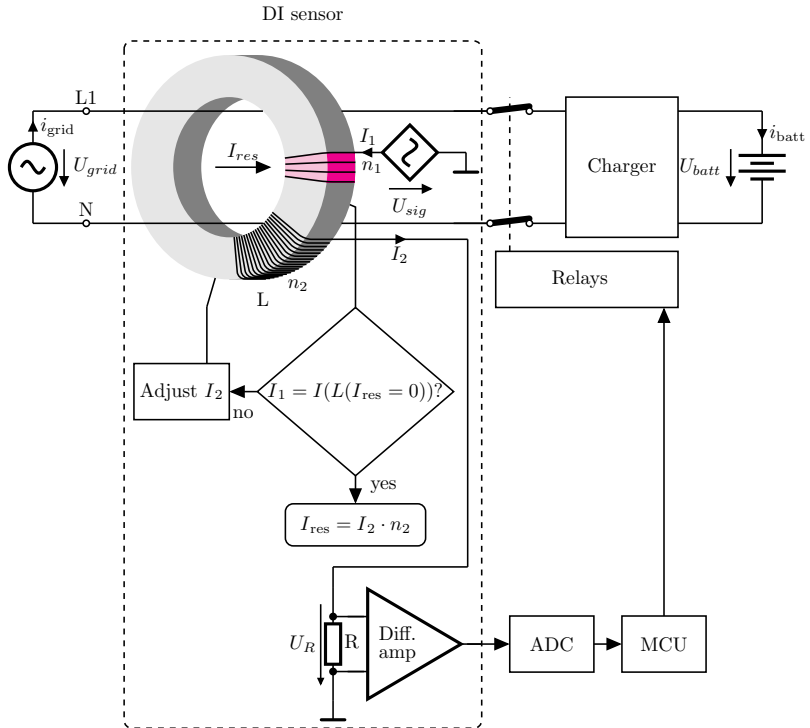 DI sensor
L1
i_grid
U_grid
N
I_res
I_1
n_1
U_sig
I_2
n_2
L
Charger
i_batt
U_batt
Relays
Adjust I_2
I_1 = I(L(I_res = 0))?
no
yes
I_res = I_2 · n_2
U_R
R
Diff.
amp
ADC
MCU